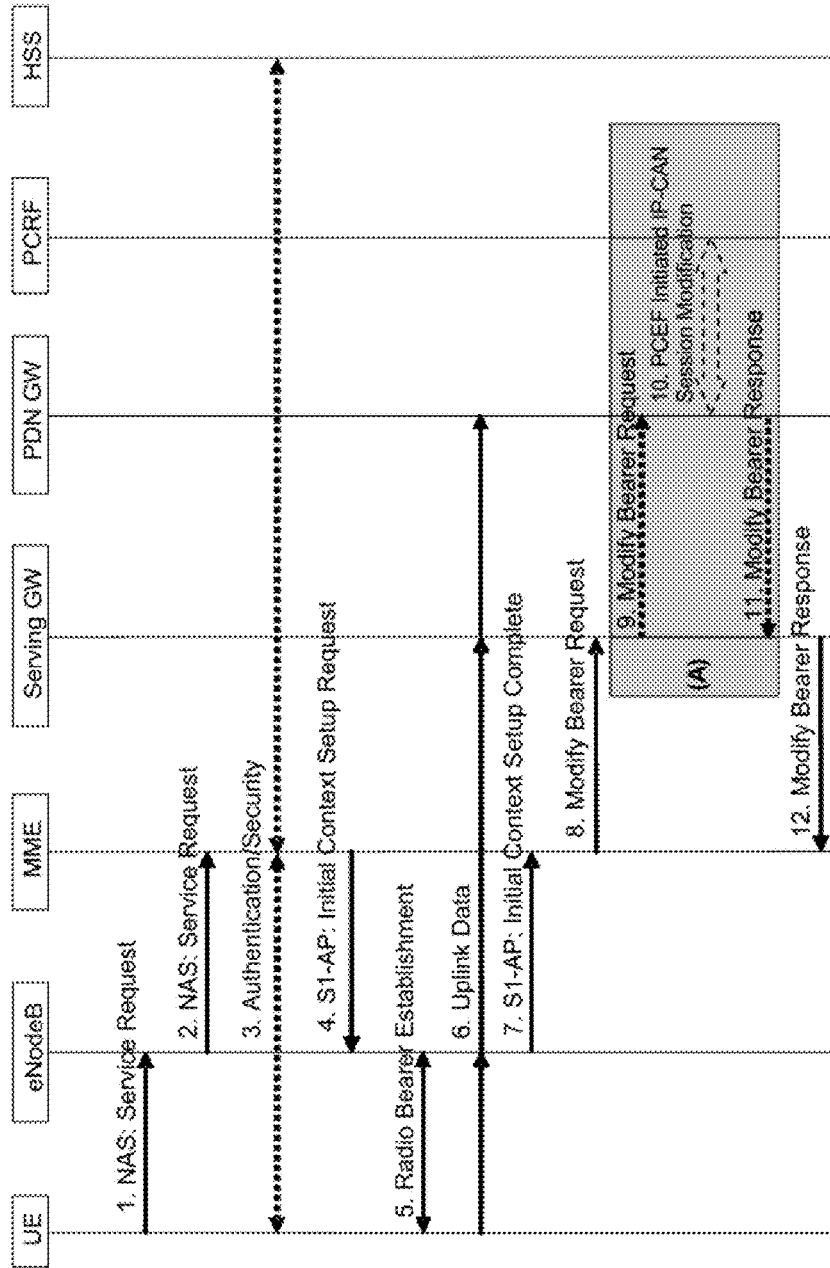 UE
eNodeB
MME
Serving GW
PDN GW
PCRF
HSS
1. NAS: Service Request
2. NAS: Service Request
3. Authentication/Security
4. S1-AP: Initial Context Setup Request
5. Radio Bearer Establishment
6. Uplink Data
7. S1-AP: Initial Context Setup Complete
8. Modify Bearer Request
(A)
9. Modify Bearer Request
10. PCEF Initiated IP-CAN
Session Modification
11. Modify Bearer Response
12. Modify Bearer Response